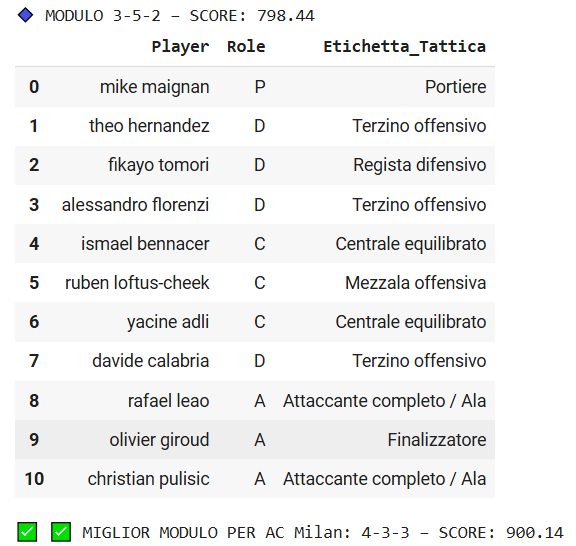 MODULO 3-5-2 – SCORE: 798.44
Player Role Etichetta_Tattica
0 mike maignan P Portiere
1 theo hernandez D Terzino offensivo
2 fikayo tomori D Regista difensivo
3 alessandro florenzi D Terzino offensivo
4 ismael bennacer C Centrale equilibrato
5 ruben loftus-cheek C Mezzala offensiva
6 yacine adli C Centrale equilibrato
7 davide calabria D Terzino offensivo
8 rafael leao A Attaccante completo / Ala
9 olivier giroud A Finalizzatore
10 christian pulisic A Attaccante completo / Ala
MIGLIOR MODULO PER AC Milan: 4-3-3 – SCORE: 900.14